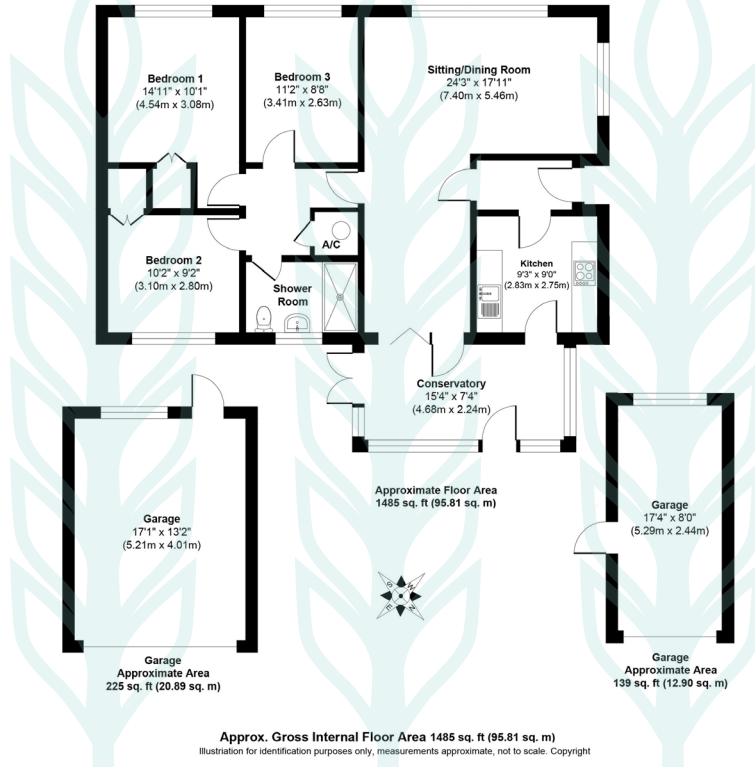 Bedroom 1
14'11" x 10'1"
(4.54m x 3.08m)
Bedroom 3
11'2" x 8'8"
(3.41m x 2.63m)
Sitting/Dining Room
24'3" x 17'11"
(7.40m x 5.46m)
A/C
Bedroom 2
10'2" x 9'2"
(3.10m x 2.80m)
Shower
Room
Kitchen
9'3" x 9'0"
(2.83m x 2.75m)
Conservatory
15'4" x 7'4"
(4.68m x 2.24m)
Approximate Floor Area
1485 sq. ft (95.81 sq. m)
Garage
17'1" x 13'2"
(5.21m x 4.01m)
Garage
17'4" x 8'0"
(5.29m x 2.44m)
S
W
E
N
Garage
Approximate Area
225 sq. ft (20.89 sq. m)
Garage
Approximate Area
139 sq. ft (12.90 sq. m)
Approx. Gross Internal Floor Area 1485 sq. ft (95.81 sq. m)
Illustration for identification purposes only, measurements approximate, not to scale. Copyright